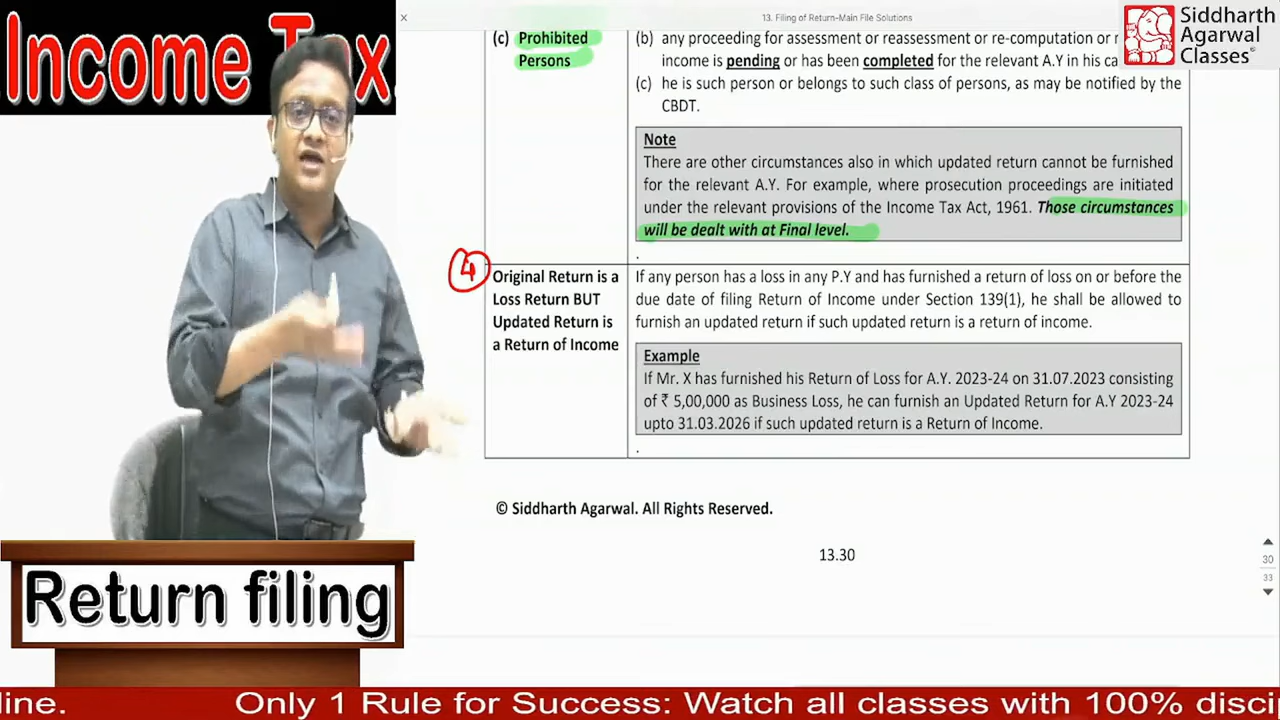 Income Tax.
Return filing
×
13. Filing of Return-Main File Solutions
Siddharth
Agarwal
Classes®
(c) Prohibited
Persons
(b) any proceeding for assessment or reassessment or re-computation or
income is pending or has been completed for the relevant A.Y in his ca
(c) he is such person or belongs to such class of persons, as may be notified by the
CBDT.
Note
There are other circumstances also in which updated return cannot be furnished
for the relevant A.Y. For example, where prosecution proceedings are initiated
under the relevant provisions of the Income Tax Act, 1961. Those circumstances
will be dealt with at Final level.
.
4
Original Return is a
Loss Return BUT
Updated Return is
a Return of Income
If any person has a loss in any P.Y and has furnished a return of loss on or before the
due date of filing Return of Income under Section 139(1), he shall be allowed to
furnish an updated return if such updated return is a return of income.
Example
If Mr. X has furnished his Return of Loss for A.Y. 2023-24 on 31.07.2023 consisting
of ₹ 5,00,000 as Business Loss, he can furnish an Updated Return for A.Y 2023-24
upto 31.03.2026 if such updated return is a Return of Income.
.
© Siddharth Agarwal. All Rights Reserved.
13.30
30
33
line. Only 1 Rule for Success: Watch all classes with 100% disci